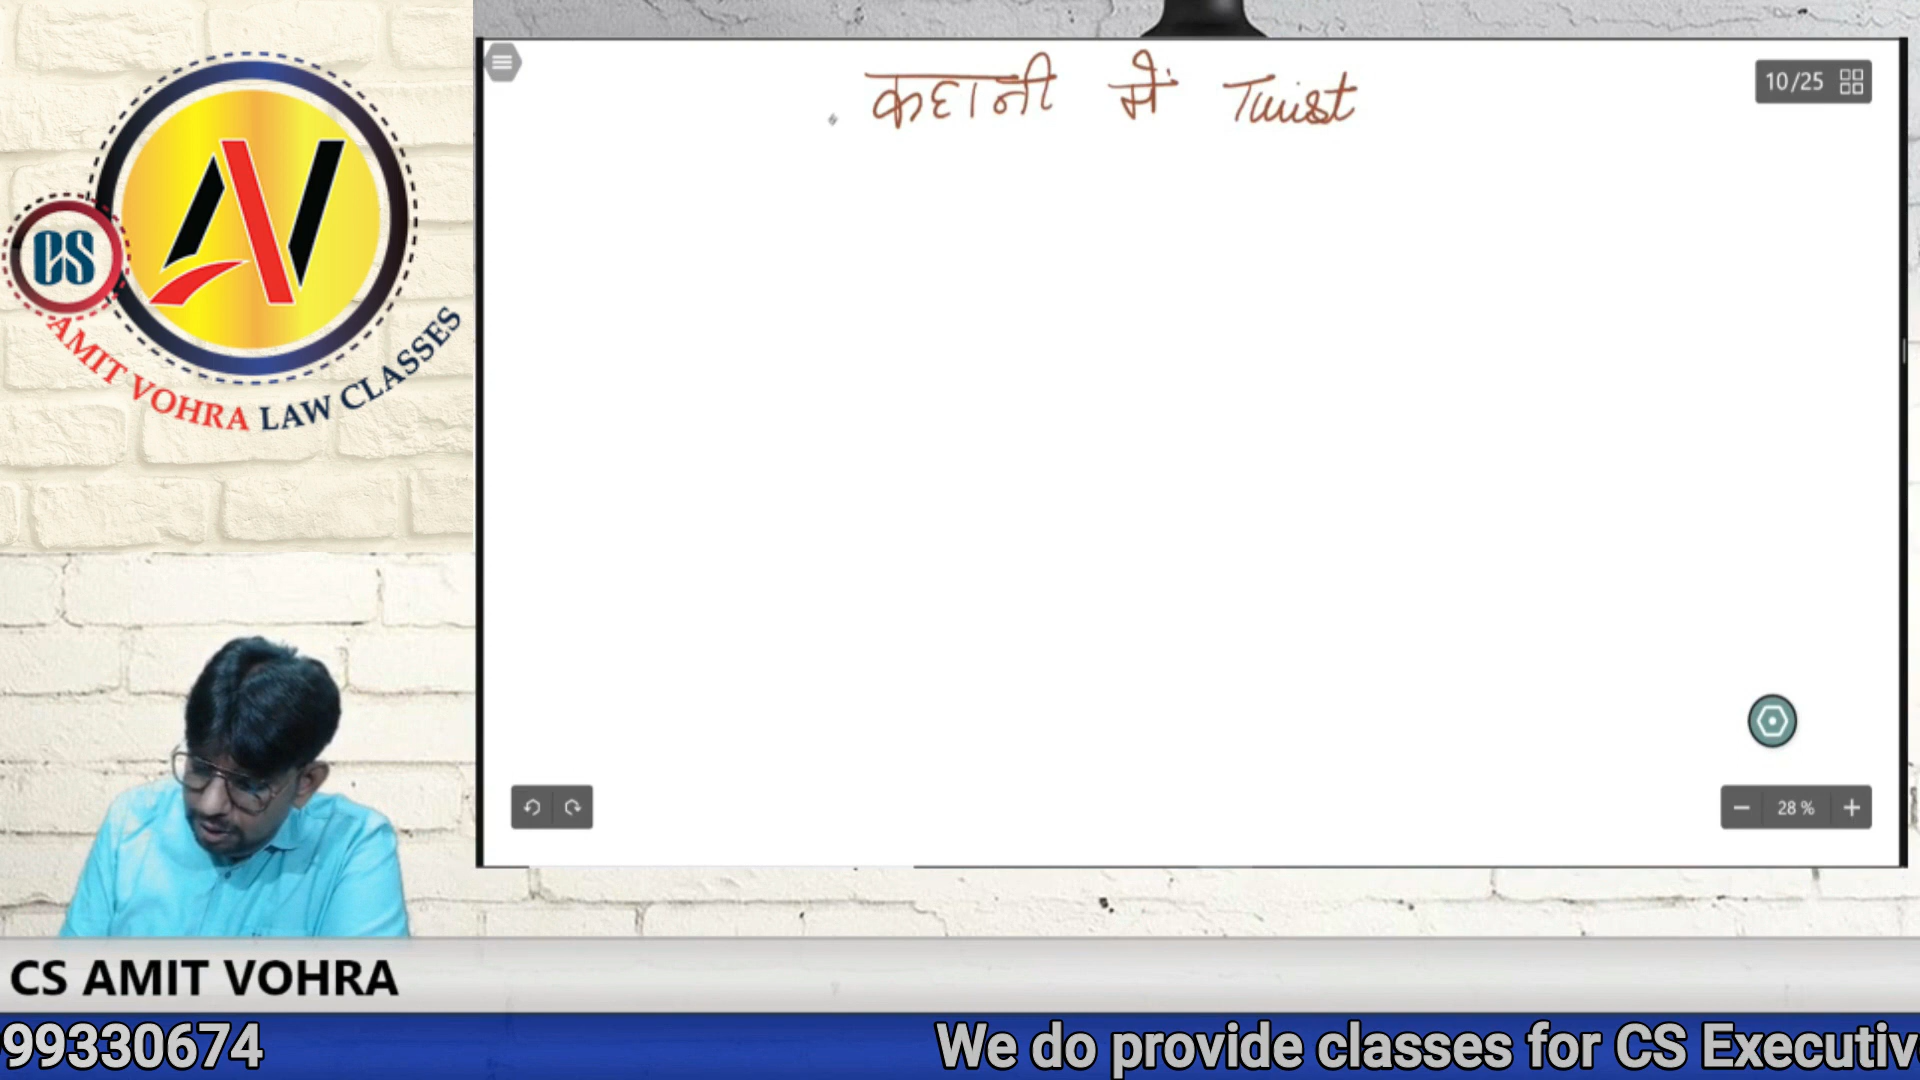 कहानी में Twist
10/25
CS
AV
AMIT VOHRA LAW CLASSES
28 %
CS AMIT VOHRA
99330674 We do provide classes for CS Executiv